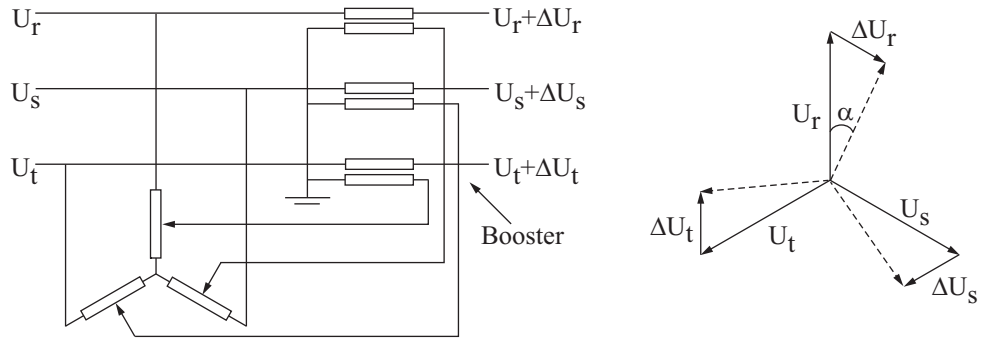 U_r
U_r+ΔU_r
U_s
U_s+ΔU_s
U_t
U_t+ΔU_t
Booster
ΔU_r
U_r
α
U_s
ΔU_t
U_t
ΔU_s